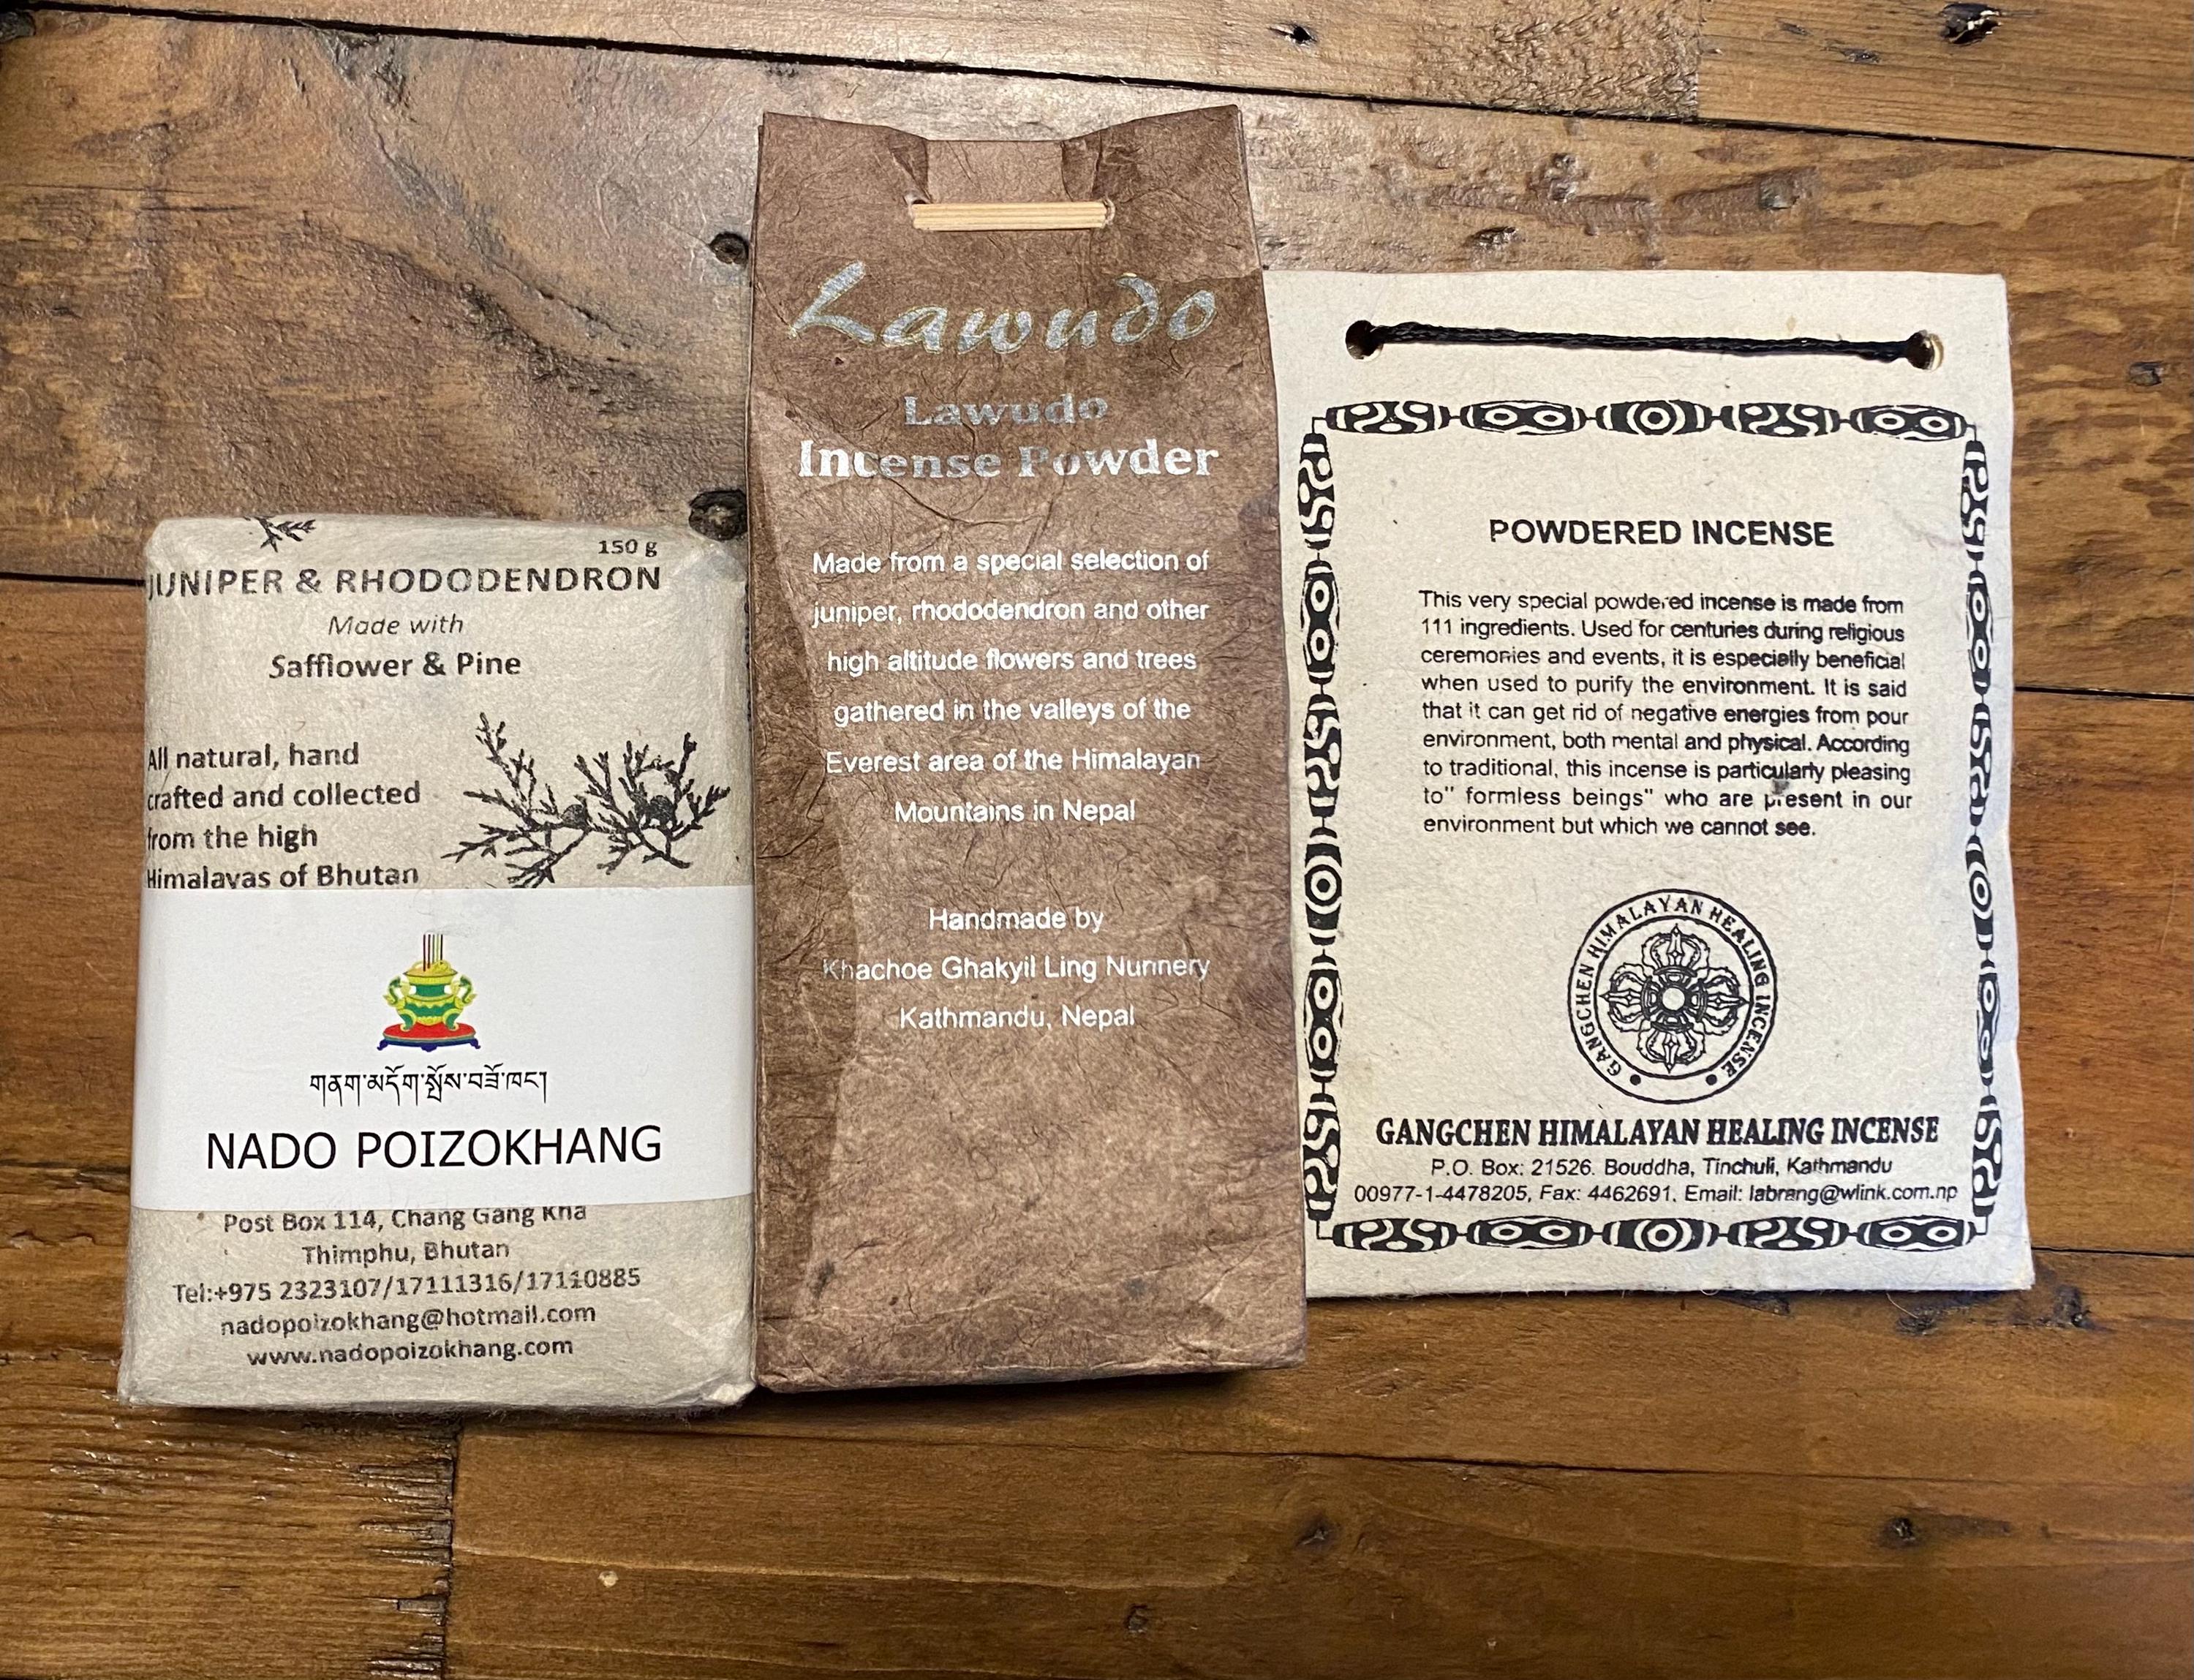 150 g
JUNIPER & RHODODENDRON
Made with
Safflower & Pine
All natural, hand
crafted and collected
from the high
Himalayas of Bhutan
གནག་མདོག་སྤོས་བཟོ་ཁང༌།
NADO POIZOKHANG
Post Box 114, Chang Gang Kha
Thimphu, Bhutan
Tel:+975 2323107/17111316/17110885
nadopoizokhang@hotmail.com
www.nadopoizokhang.com
Lawudo
Lawudo
Incense Powder
Made from a special selection of
juniper, rhododendron and other
high altitude flowers and trees
gathered in the valleys of the
Everest area of the Himalayan
Mountains in Nepal
Handmade by
Khachoe Ghakyil Ling Nunnery
Kathmandu, Nepal
POWDERED INCENSE
This very special powdered incense is made from
111 ingredients. Used for centuries during religious
ceremonies and events, it is especially beneficial
when used to purify the environment. It is said
that it can get rid of negative energies from pour
environment, both mental and physical. According
to traditional, this incense is particularly pleasing
to" formless beings" who are present in our
environment but which we cannot see.
GANGCHEN HIMALAYAN HEALING INCENSE
GANGCHEN HIMALAYAN HEALING INCENSE
P.O. Box: 21526. Bouddha, Tinchuli, Kathmandu
00977-1-4478205, Fax: 4462691. Email: labrang@wlink.com.np